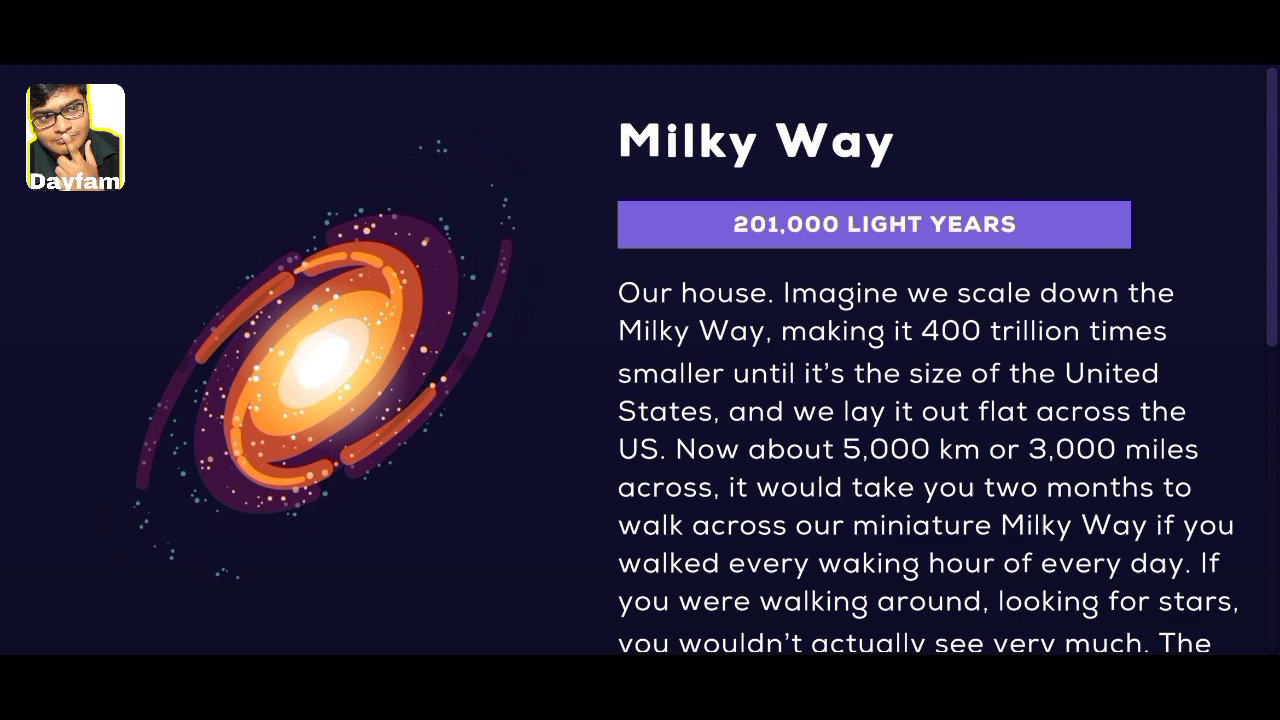 Dayfam
Milky Way
201,000 LIGHT YEARS
Our house. Imagine we scale down the
Milky Way, making it 400 trillion times
smaller until it's the size of the United
States, and we lay it out flat across the
US. Now about 5,000 km or 3,000 miles
across, it would take you two months to
walk across our miniature Milky Way if you
walked every waking hour of every day. If
you were walking around, looking for stars,
you wouldn't actually see very much. The